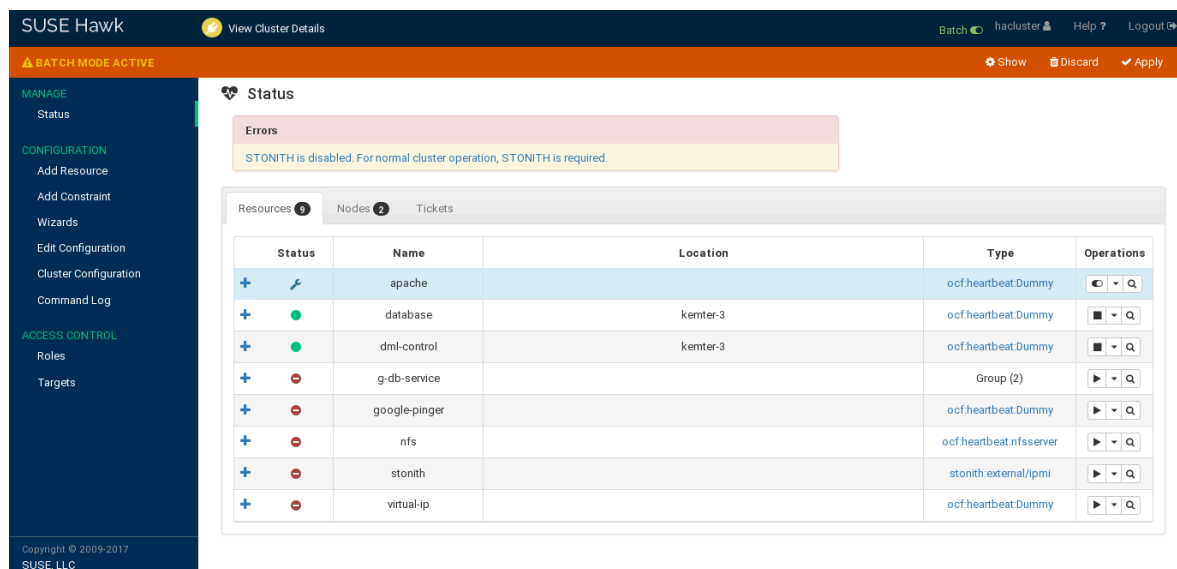 SUSE Hawk
View Cluster Details
Batch hacluster Help ? Logout
BATCH MODE ACTIVE
Show Discard Apply
MANAGE
Status
CONFIGURATION
Add Resource
Add Constraint
Wizards
Edit Configuration
Cluster Configuration
Command Log
ACCESS CONTROL
Roles
Targets
Copyright © 2009-2017
SUSE, LLC
Status
Errors
STONITH is disabled. For normal cluster operation, STONITH is required.
Resources 9 Nodes 2 Tickets
Status Name Location Type Operations
apache ocf:heartbeat:Dummy
database kemter-3 ocf:heartbeat:Dummy
dml-control kemter-3 ocf:heartbeat:Dummy
g-db-service Group (2)
google-pinger ocf:heartbeat:Dummy
nfs ocf:heartbeat:nfsserver
stonith stonith:external/ipmi
virtual-ip ocf:heartbeat:Dummy